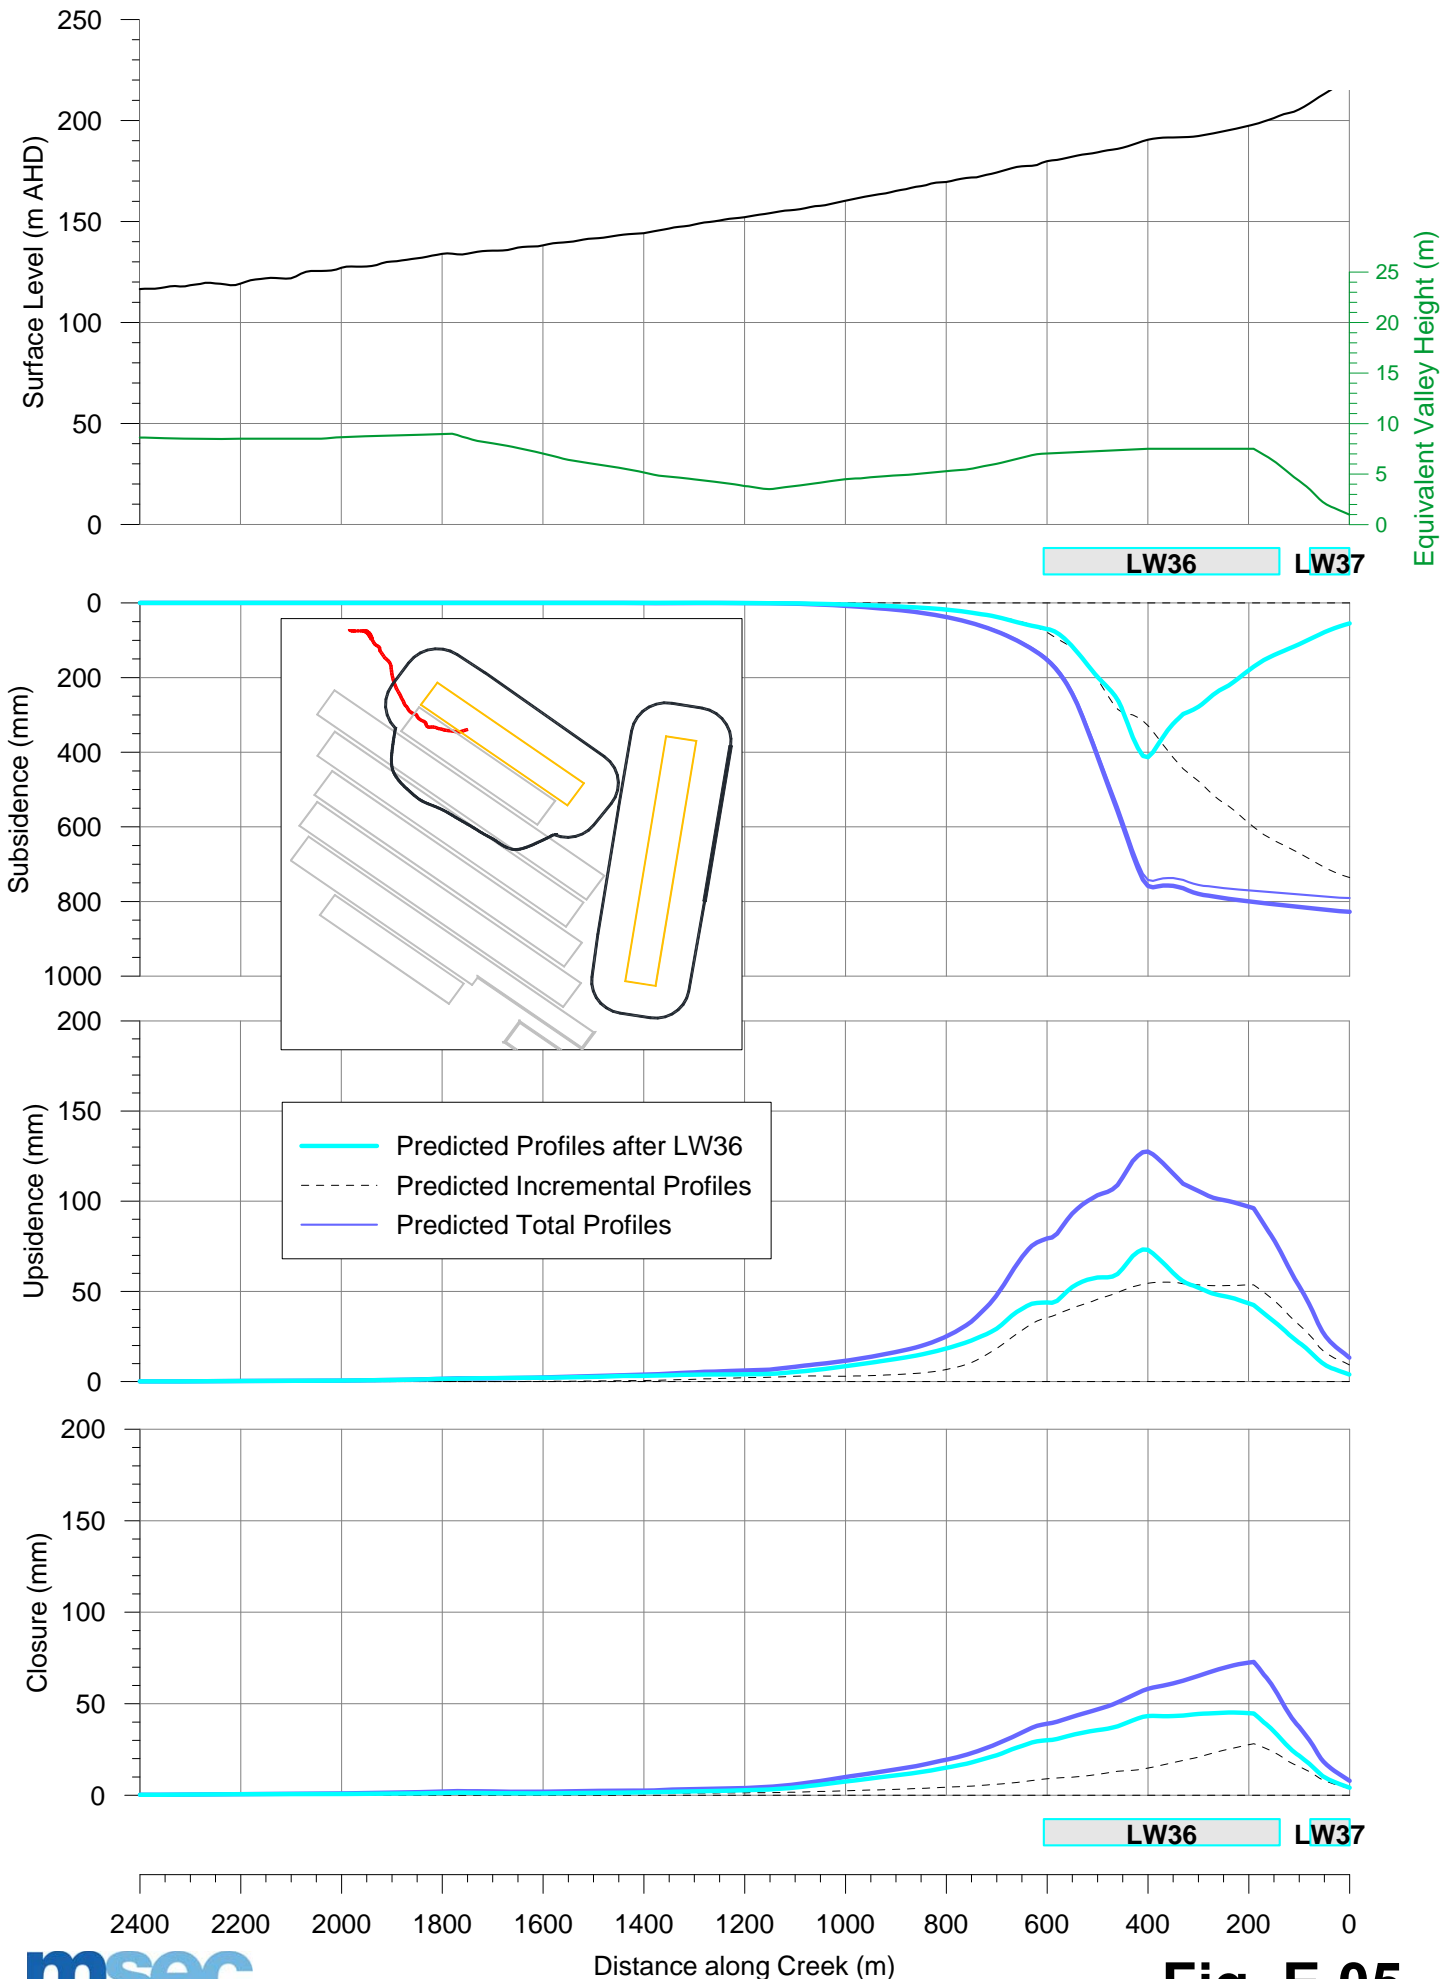 250
200
150
100
50
0
Surface Level (m AHD)
25
20
15
10
5
0
Equivalent Valley Height (m)
LW36 LW37
0
200
400
600
800
1000
Subsidence (mm)
200
150
100
50
0
Upsidence (mm)
Predicted Profiles after LW36
Predicted Incremental Profiles
Predicted Total Profiles
200
150
100
50
0
Closure (mm)
LW36 LW37
2400 2200 2000 1800 1600 1400 1200 1000 800 600 400 200 0
Distance along Creek (m)
msec
Fig. E.05